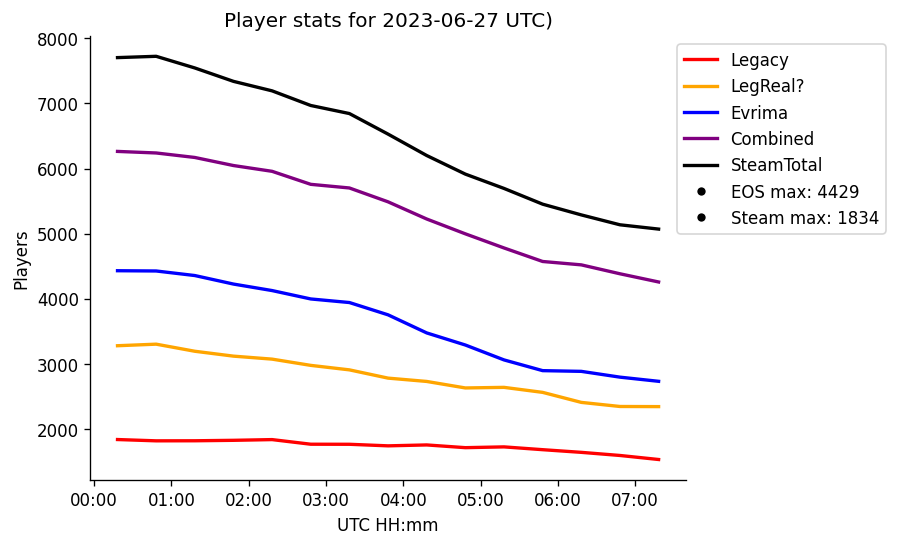 Player stats for 2023-06-27 UTC)
8000
7000
6000
5000
4000
3000
2000
Players
00:00 01:00 02:00 03:00 04:00 05:00 06:00 07:00
UTC HH:mm
Legacy
LegReal?
Evrima
Combined
SteamTotal
EOS max: 4429
Steam max: 1834